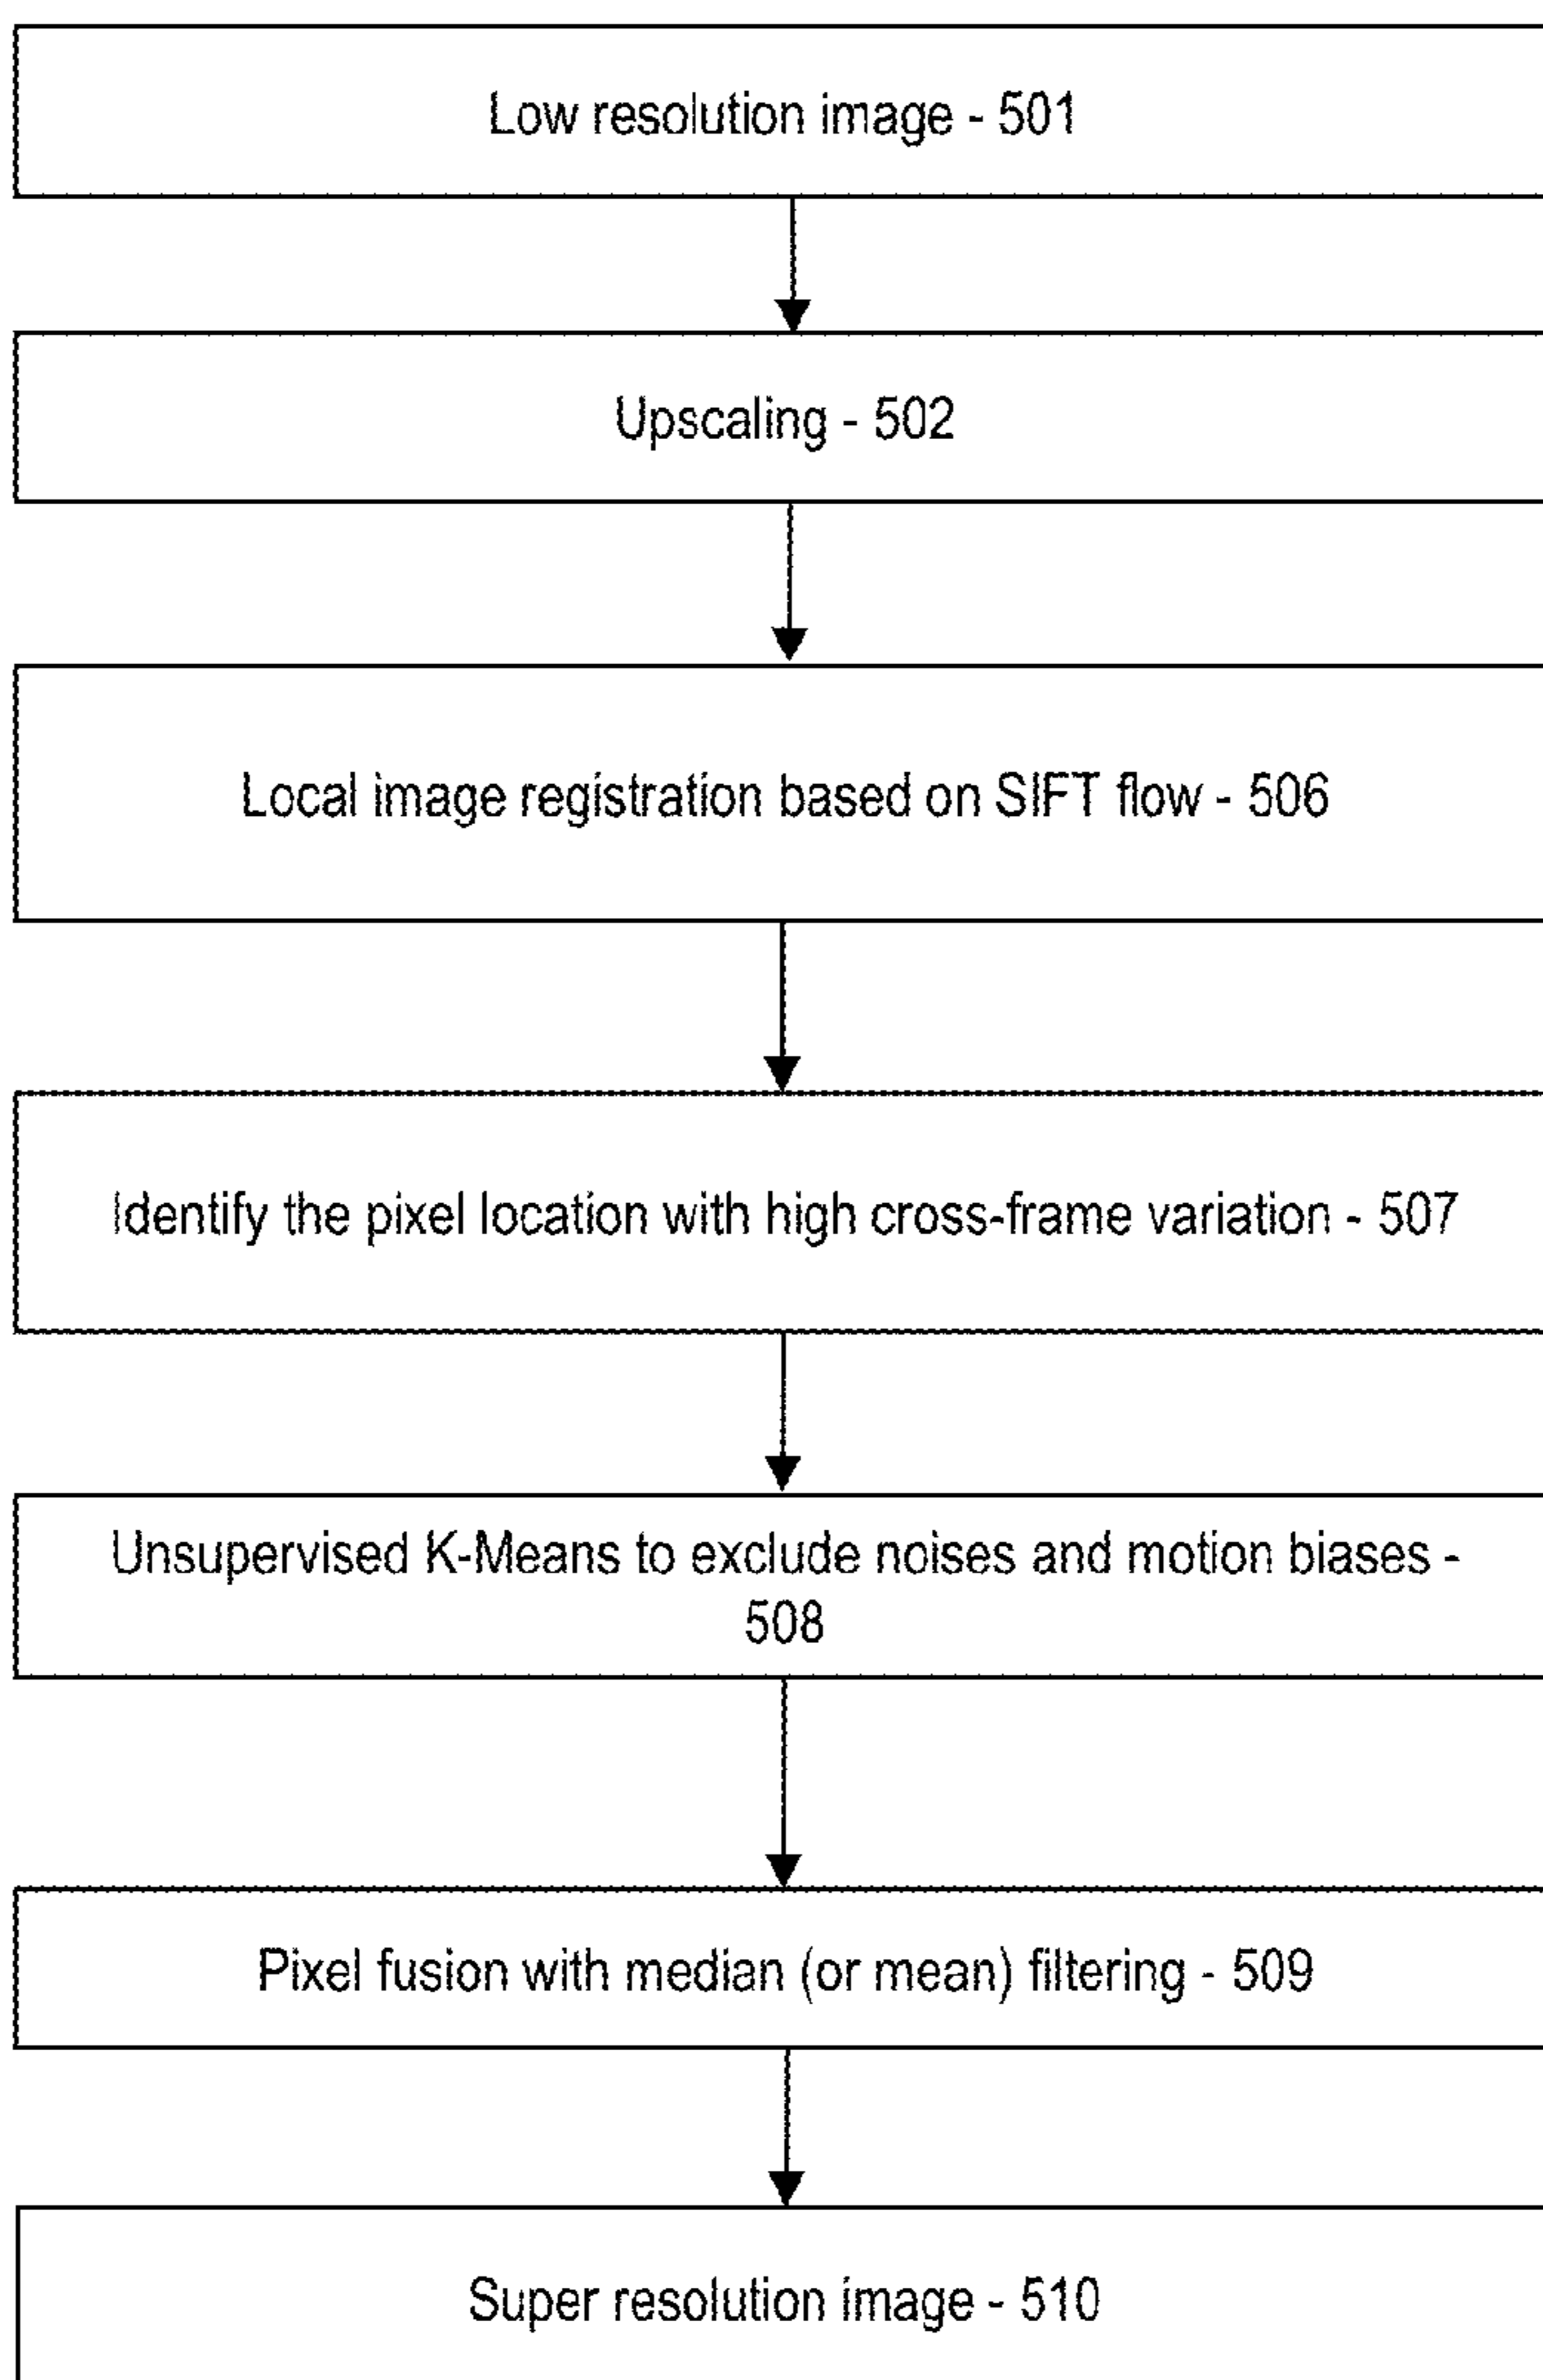 Low resolution image - 501
Upscaling - 502
Local image registration based on SIFT flow - 506
Identify the pixel location with high cross-frame variation - 507
Unsupervised K-Means to exclude noises and motion biases -
508
Pixel fusion with median (or mean) filtering - 509
Super resolution image - 510